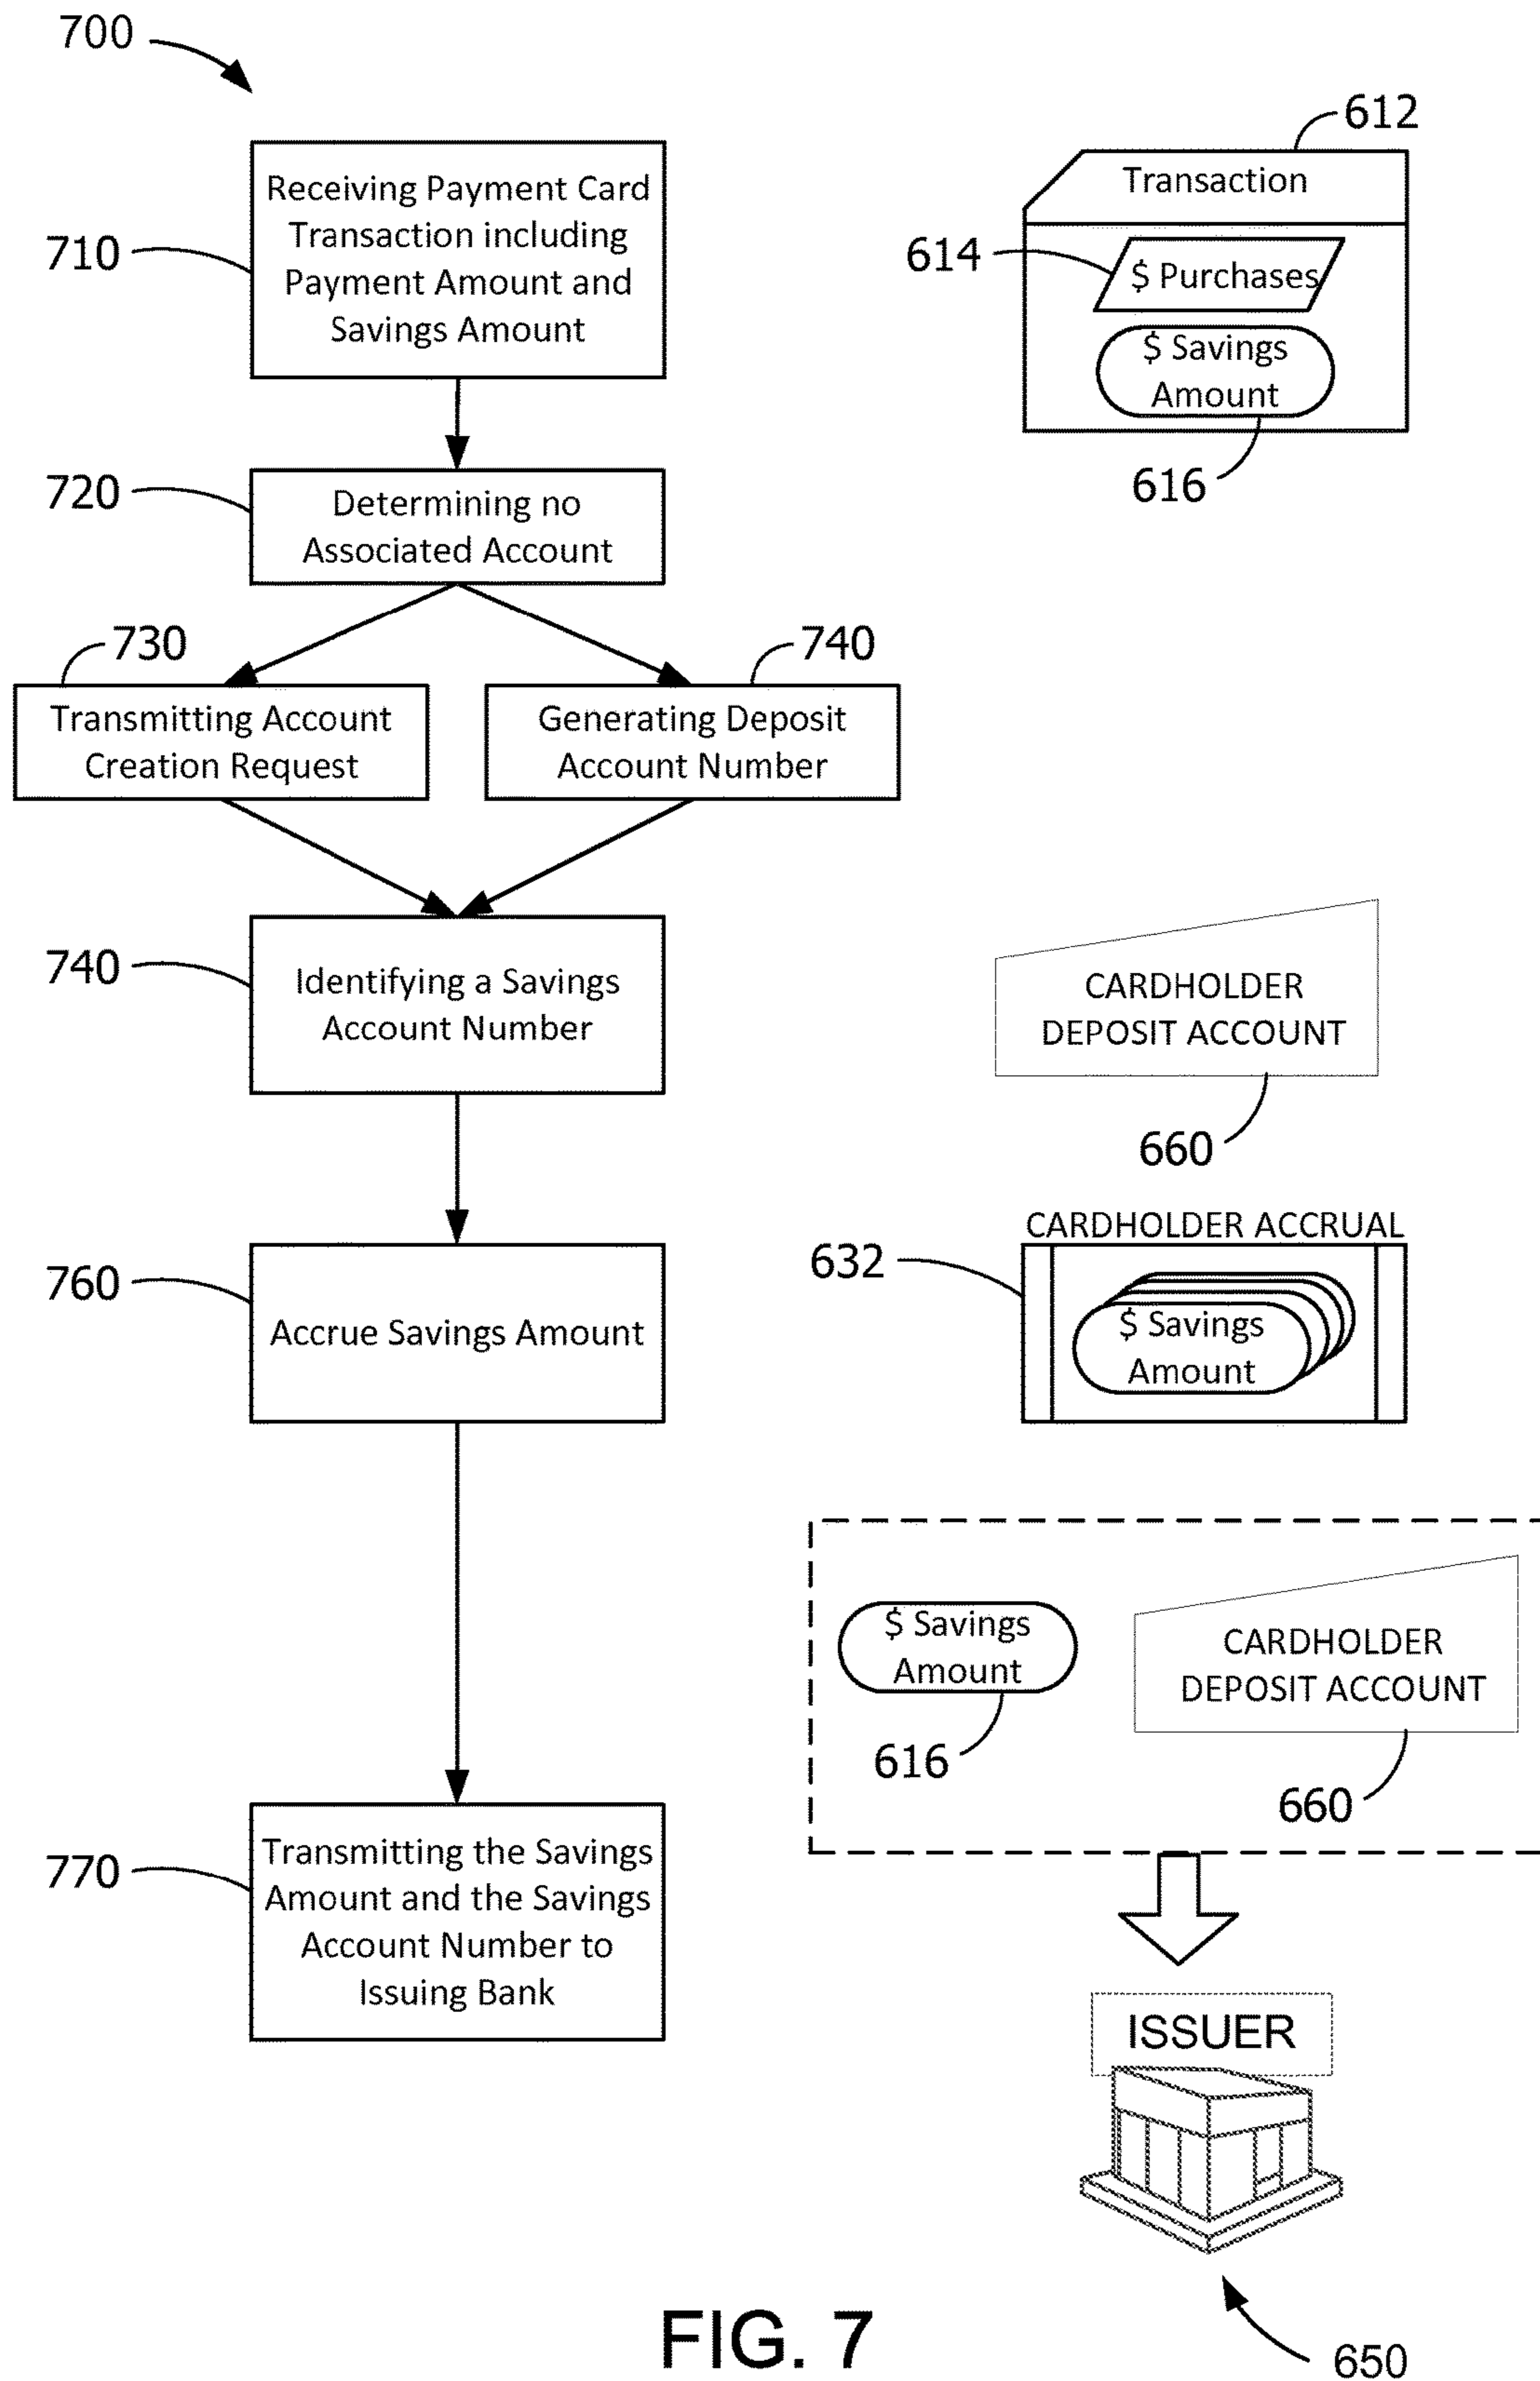 700
710
Receiving Payment Card
Transaction including
Payment Amount and
Savings Amount
612
Transaction
614
$ Purchases
$ Savings
Amount
616
720
Determining no
Associated Account
730
Transmitting Account
Creation Request
740
Generating Deposit
Account Number
740
Identifying a Savings
Account Number
CARDHOLDER
DEPOSIT ACCOUNT
660
760
Accrue Savings Amount
CARDHOLDER ACCRUAL
632
$ Savings
Amount
$ Savings
Amount
616
CARDHOLDER
DEPOSIT ACCOUNT
660
770
Transmitting the Savings
Amount and the Savings
Account Number to
Issuing Bank
ISSUER
650
FIG. 7